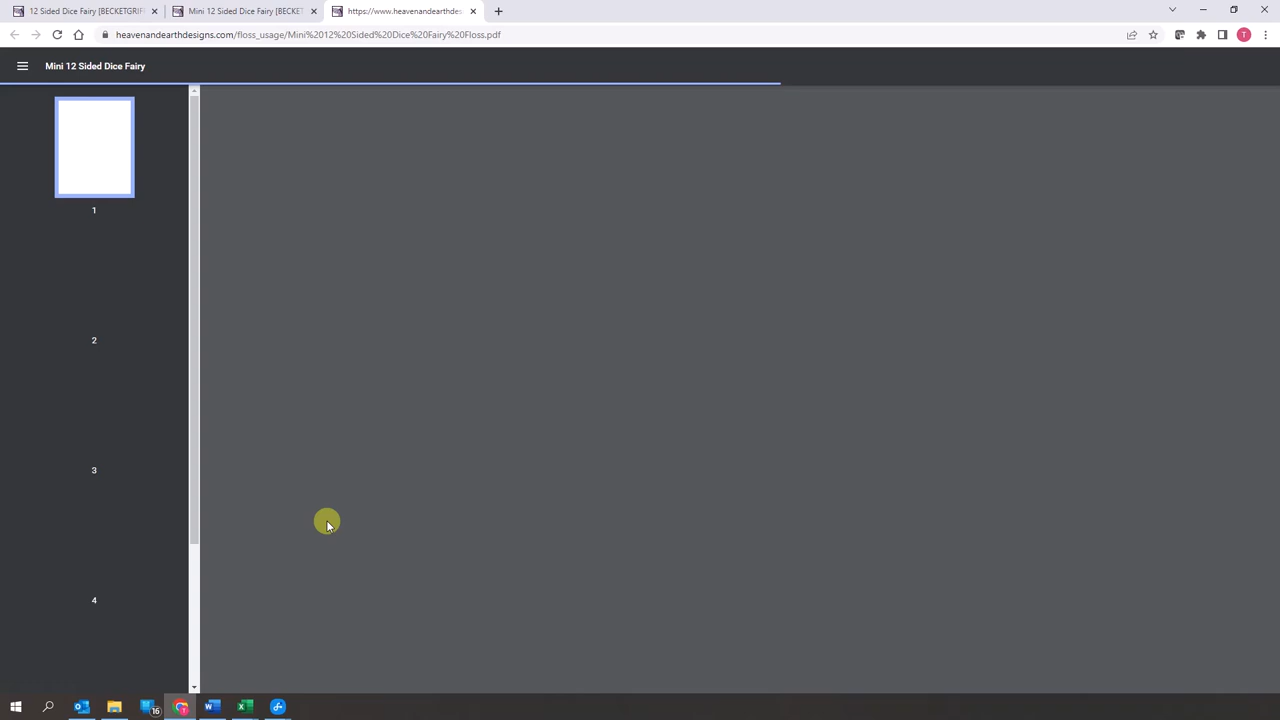 12 Sided Dice Fairy [BECKETGRIF
Mini 12 Sided Dice Fairy [BECKET
https://www.heavenandearthdes
heavenandearthdesigns.com/floss_usage/Mini%2012%20Sided%20Dice%20Fairy%20Floss.pdf
T
Mini 12 Sided Dice Fairy
1
2
3
4
16